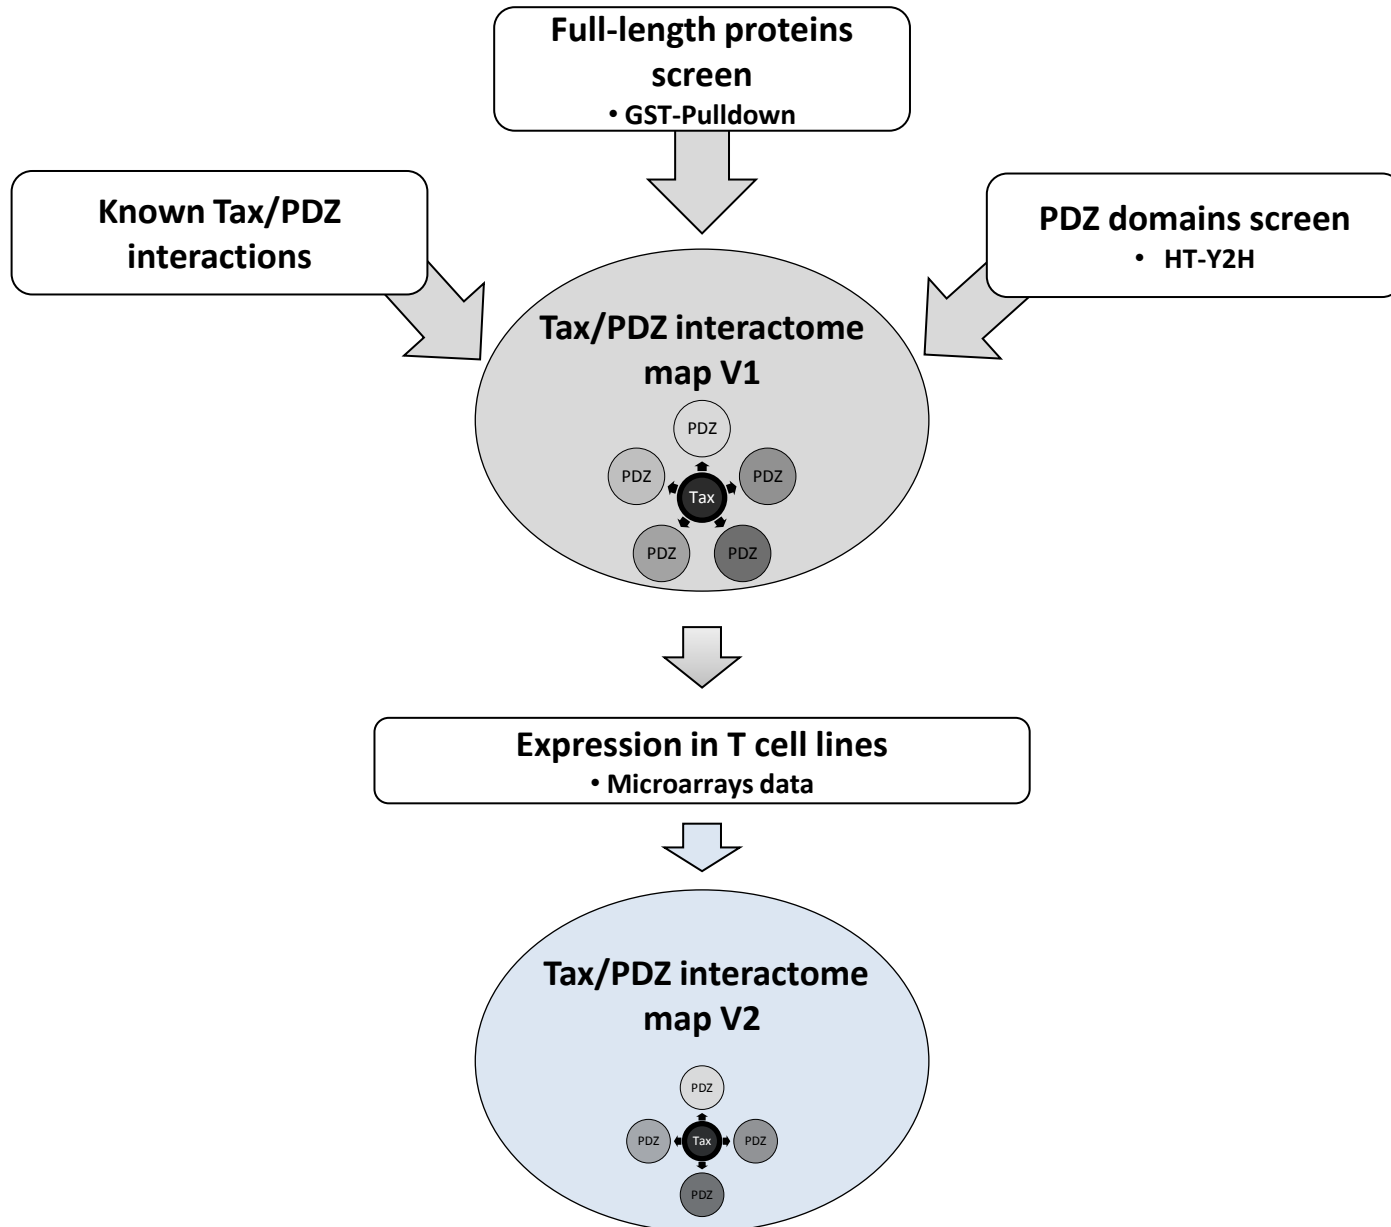 Full-length proteins
screen
• GST-Pulldown
Known Tax/PDZ
interactions
PDZ domains screen
• HT-Y2H
Tax/PDZ interactome
map V1
PDZ
PDZ
PDZ
Tax
PDZ
PDZ
Expression in T cell lines
• Microarrays data
Tax/PDZ interactome
map V2
PDZ
PDZ
Tax
PDZ
PDZ